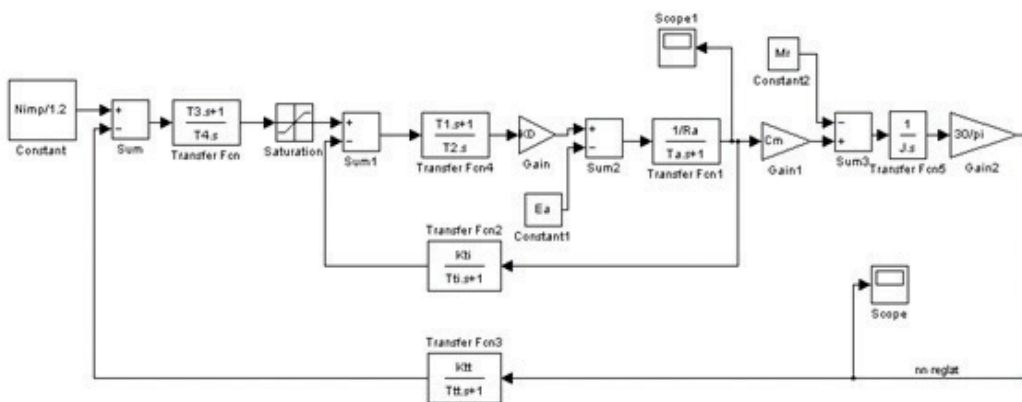 Scope1
Mr
Constant2
Nimp/1.2
Constant
+
−
Sum
T3.s+1
T4.s
Transfer Fcn
Saturation
+
−
Sum1
T1.s+1
T2.s
Transfer Fcn4
KD
Gain
+
−
Sum2
1/Ra
Ta.s+1
Transfer Fcn1
Cm
Gain1
−
+
Sum3
1
J.s
Transfer Fcn5
30/pi
Gain2
Ea
Constant1
Transfer Fcn2
Kti
Tti.s+1
Scope
Transfer Fcn3
Ktt
Ttt.s+1
nn reglat